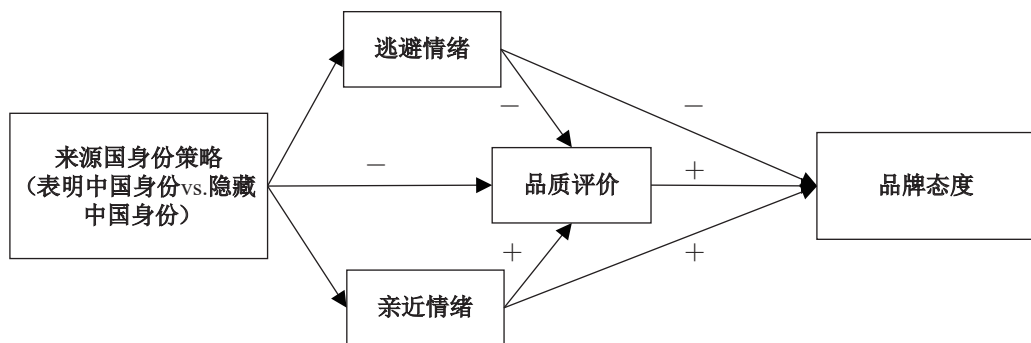 逃避情绪
－
－
来源国身份策略
（表明中国身份vs.隐藏
中国身份）
－
品质评价
＋
品牌态度
＋
＋
亲近情绪